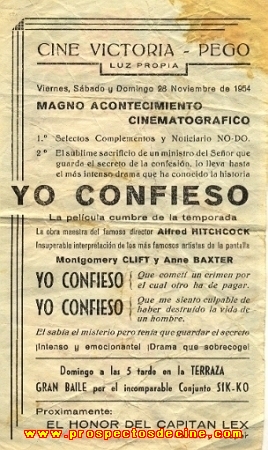 CINE VICTORIA - PEGO
LUZ PROPIA
Viernes, Sábado y Domingo 28 Noviembre de 1954
MAGNO ACONTECIMIENTO
CINEMATOGRAFICO
1.º Selectos Complementos y Noticiario NO-DO.
2º El sublime sacrificio de un ministro del Señor que
guarda el secreto de la confesión, lo lleva hasta
el más intenso drama que ha conocido la historia
YO CONFIESO
La película cumbre de la temporada
La obra maestra del famoso director Alfred HITCHCOCK
Insuperable interpretación de las más famosos artistas de la pantalla
Montgomery CLIFT y Anne BAXTER
YO CONFIESO Que cometí un crimen por
el cual otro ha de pagar.
YO CONFIESO Que me siento culpable de
haber destruido la vida de
un hombre.
El sabía el misterio pero tenía que guardar el secreto
¡Intenso y emocionante! ¡Drama que sobrecoge!
Domingo a las 5 tarde en la TERRAZA
GRAN BAILE por el incomparable Conjunto SIK-KO
Próximamente:
EL HONOR DEL CAPITAN LEX
www.prospectosdecine.com